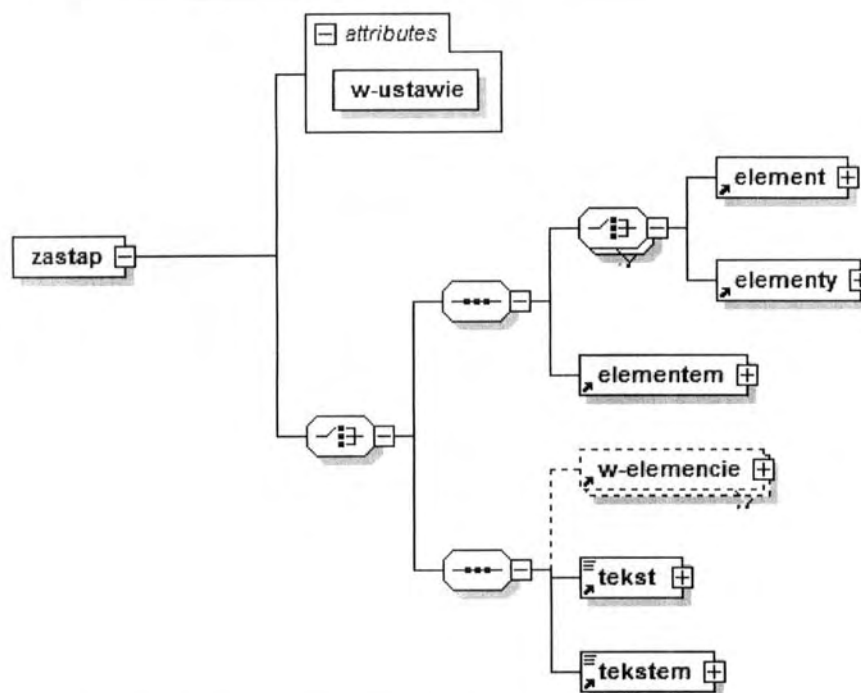 attributes
w-ustawie
element
zastap
elementy
elementem
w-elemencie
tekst
tekstem